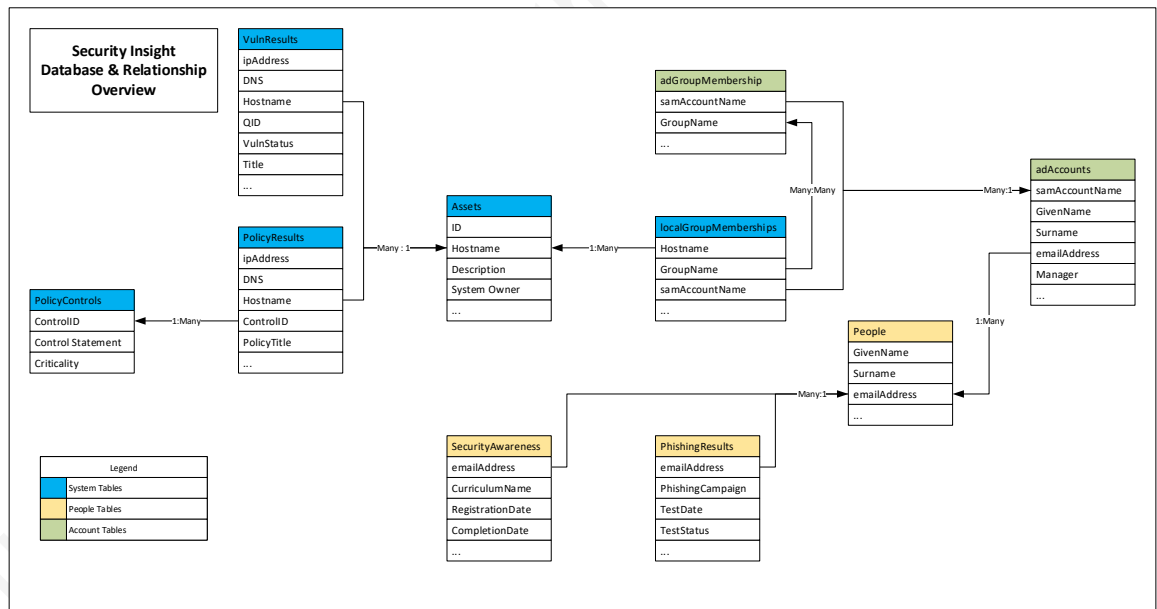 Security Insight
Database & Relationship
Overview
VulnResults
ipAddress
DNS
Hostname
QID
VulnStatus
Title
...
PolicyResults
ipAddress
DNS
Hostname
ControlID
PolicyTitle
...
PolicyControls
ControlID
Control Statement
Criticality
1:Many
Many : 1
Assets
ID
Hostname
Description
System Owner
...
1:Many
adGroupMembership
samAccountName
GroupName
...
Many:Many
localGroupMemberships
Hostname
GroupName
samAccountName
...
Many:1
adAccounts
samAccountName
GivenName
Surname
emailAddress
Manager
...
1:Many
People
GivenName
Surname
emailAddress
...
Many:1
SecurityAwareness
emailAddress
CurriculumName
RegistrationDate
CompletionDate
...
PhishingResults
emailAddress
PhishingCampaign
TestDate
TestStatus
...
Legend
System Tables
People Tables
Account Tables